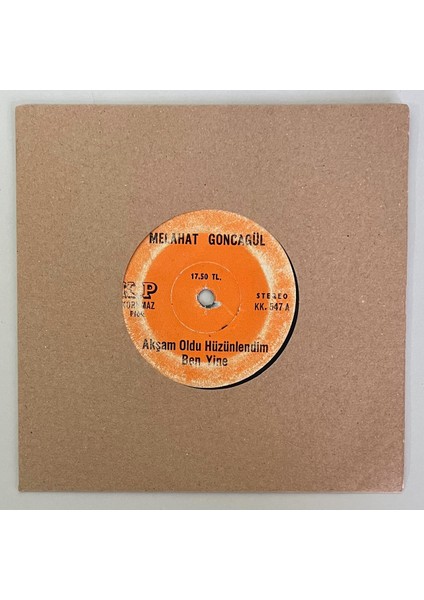 MELAHAT GONCAGÜL
17.50 TL.
STEREO
KK. 547 A
Akşam Oldu Hüzünlendim
Ben Yine